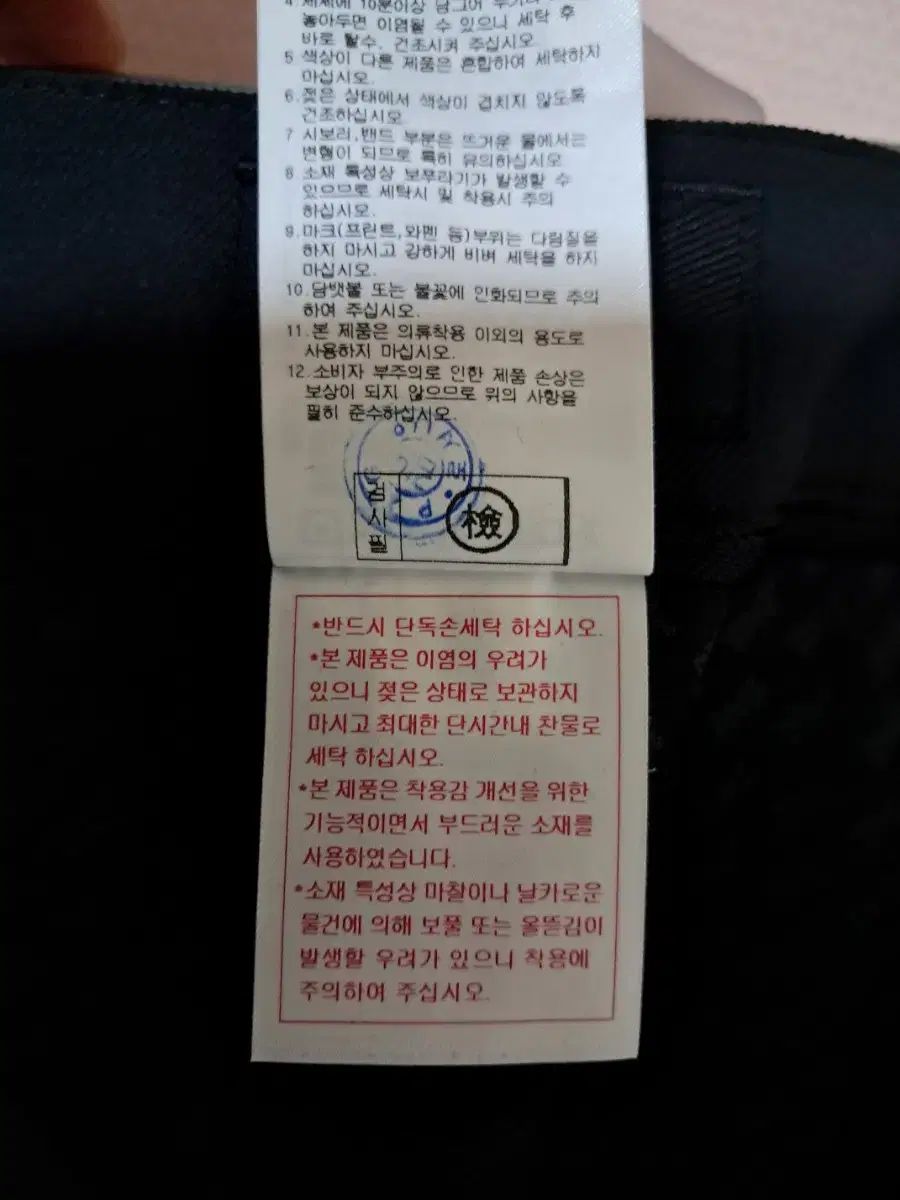 4. 세제에 10분이상 담그어
놓아두면 이염될 수 있으나 세탁 후
바로 탈수, 건조시켜 주십시오.
5 색상이 다른 제품은 혼합하여 세탁하지
마십시오.
6. 젖은 상태에서 색상이 겹치지 않도록
건조하십시오.
7 시보리,밴드 부분은 뜨거운 물에서는
변형이 되므로 특히 유의하십시오
8 소재 특성상 보푸라기가 발생할 수
있으므로 세탁시 및 착용시 주의
하십시오.
9.마크(프린트,와펜 등)부위는 다림질을
하지 마시고 강하게 비벼 세탁을 하지
마십시오.
10.담뱃불 또는 불꽃에 인화되므로 주의
하여 주십시오.
11.본 제품은 의류착용 이외의 용도로
사용하지 마십시오.
12.소비자 부주의로 인한 제품 손상은
보상이 되지 않으므로 위의 사항을
필히 준수하십시오.
검사필 檢
*반드시 단독손세탁 하십시오.
*본 제품은 이염의 우려가
있으니 젖은 상태로 보관하지
마시고 최대한 단시간내 찬물로
세탁 하십시오.
*본 제품은 착용감 개선을 위한
기능적이면서 부드러운 소재를
사용하였습니다.
*소재 특성상 마찰이나 날카로운
물건에 의해 보풀 또는 올뜯김이
발생할 우려가 있으니 착용에
주의하여 주십시오.